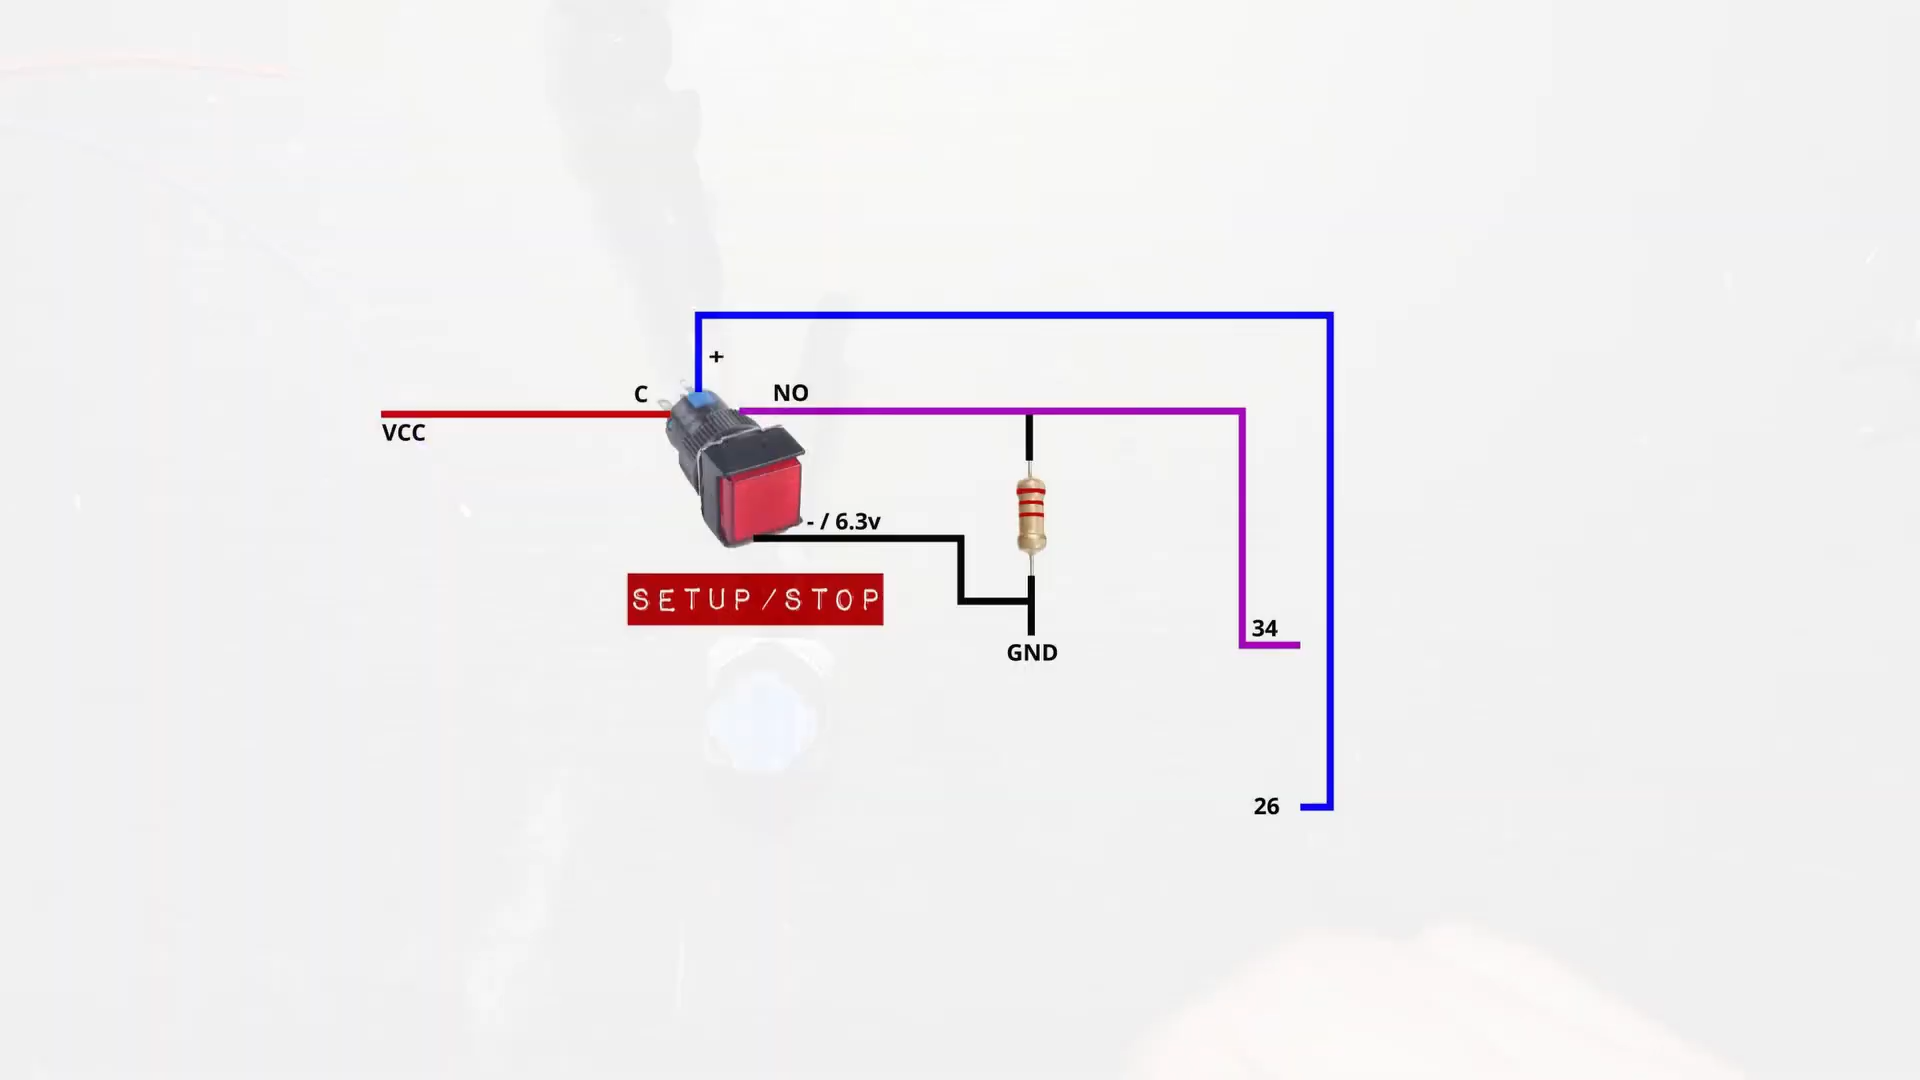 +
C
NO
VCC
- / 6.3v
SETUP/STOP
34
GND
26